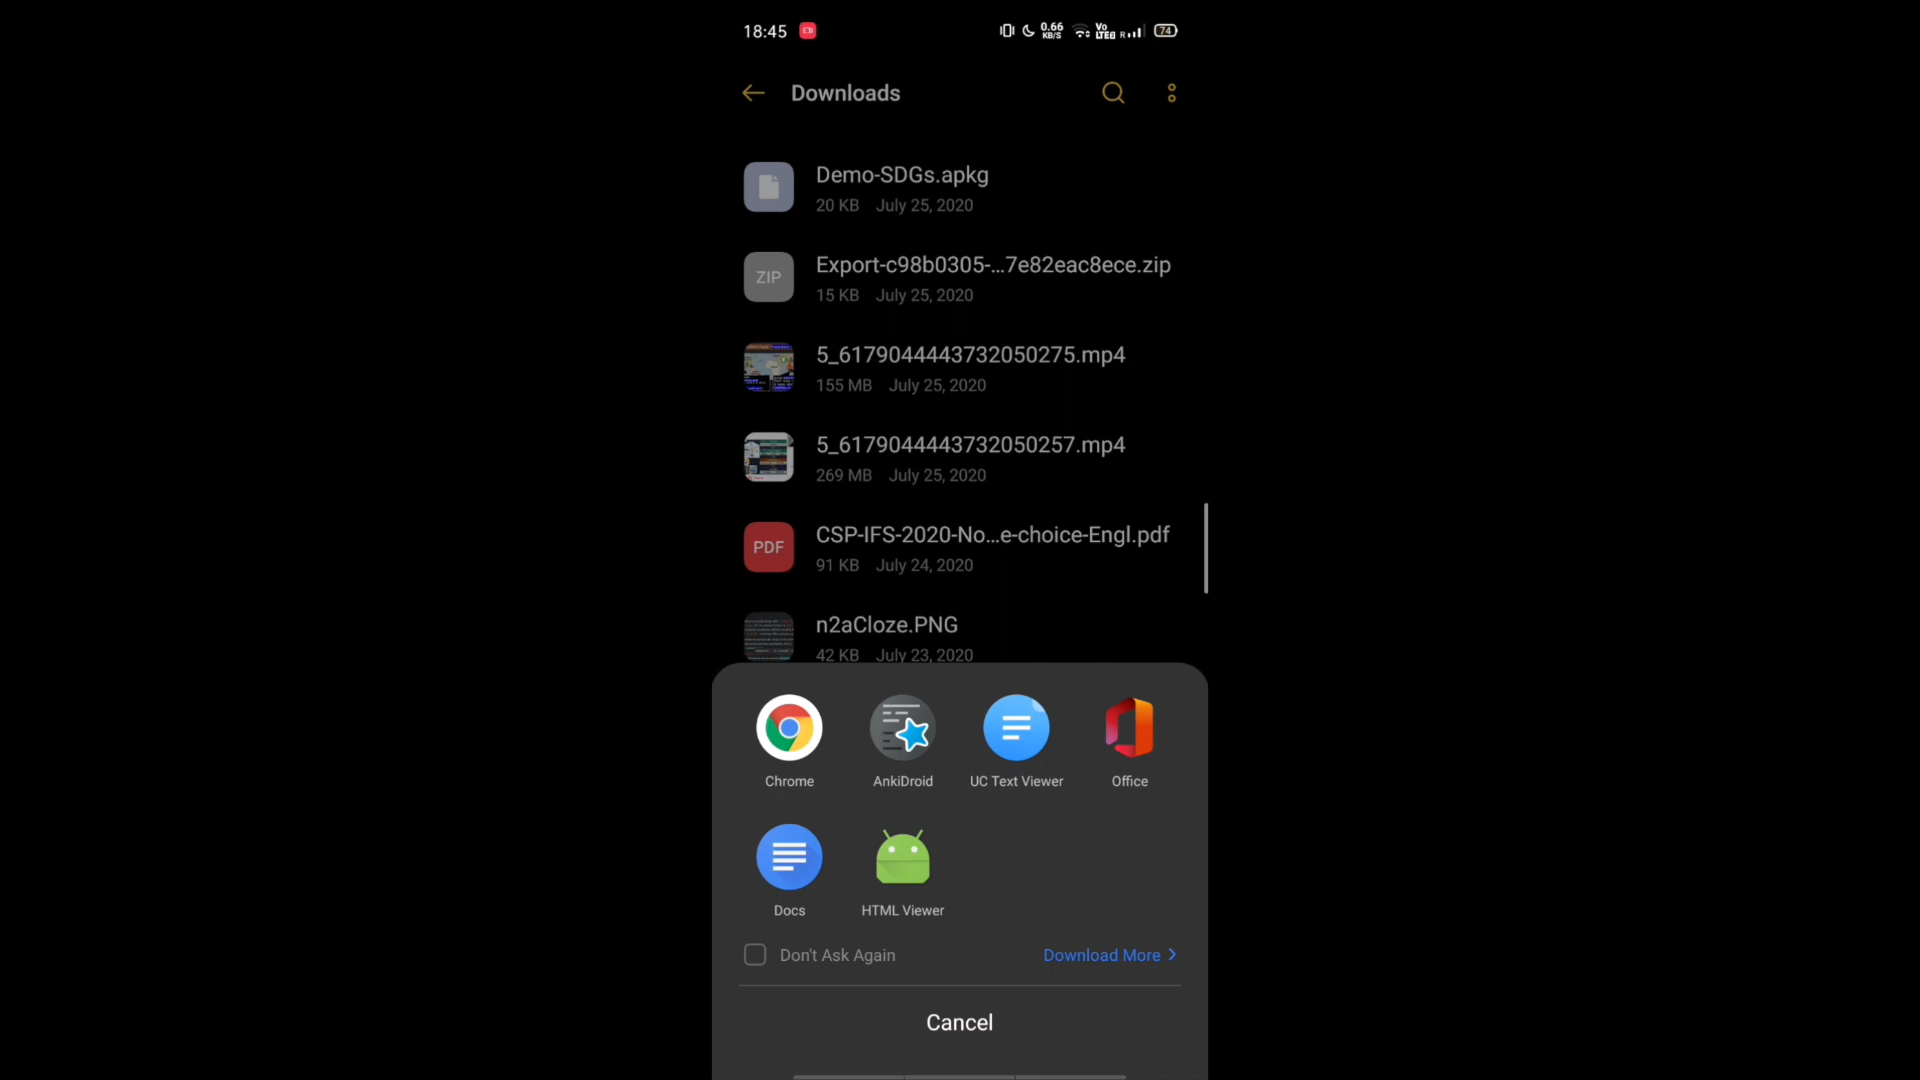 18:45
0.66 KB/S
Vo LTE2 R
74
Downloads
Demo-SDGs.apkg
20 KB July 25, 2020
ZIP
Export-c98b0305-...7e82eac8ece.zip
15 KB July 25, 2020
5_6179044443732050275.mp4
155 MB July 25, 2020
5_6179044443732050257.mp4
269 MB July 25, 2020
PDF
CSP-IFS-2020-No...e-choice-Engl.pdf
91 KB July 24, 2020
n2aCloze.PNG
42 KB July 23, 2020
Chrome AnkiDroid UC Text Viewer Office
Docs HTML Viewer
Don't Ask Again Download More
Cancel